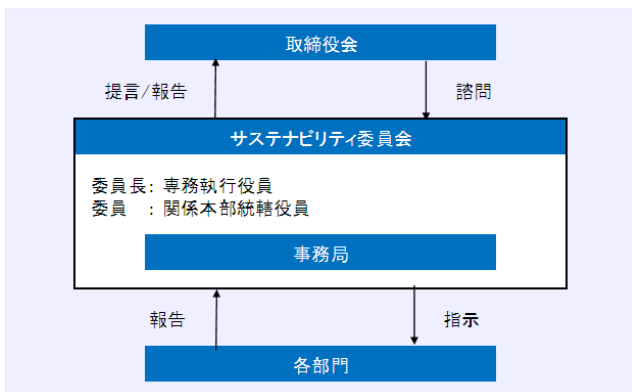 取締役会
提言/報告
諮問
サステナビリティ委員会
委員長: 専務執行役員
委員 : 関係本部統轄役員
事務局
報告
指示
各部門